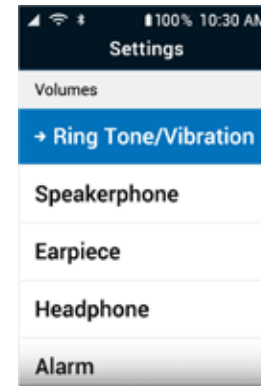 100% 10:30 AM
Settings
Volumes
→ Ring Tone/Vibration
Speakerphone
Earpiece
Headphone
Alarm